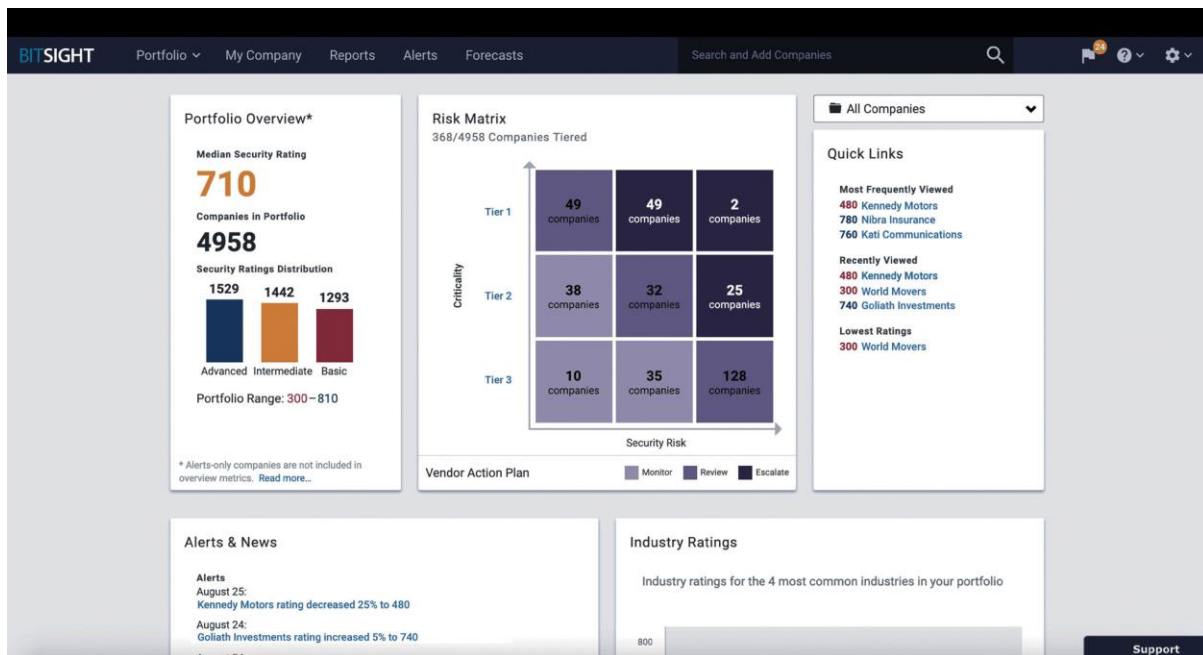 BITSIGHT
Portfolio
My Company
Reports
Alerts
Forecasts
Search and Add Companies
24
Portfolio Overview*
Median Security Rating
710
Companies in Portfolio
4958
Security Ratings Distribution
1529 1442 1293
Advanced Intermediate Basic
Portfolio Range: 300–810
* Alerts-only companies are not included in
overview metrics. Read more...
Risk Matrix
368/4958 Companies Tiered
Criticality
Tier 1
49
companies
49
companies
2
companies
Tier 2
38
companies
32
companies
25
companies
Tier 3
10
companies
35
companies
128
companies
Security Risk
Vendor Action Plan
Monitor
Review
Escalate
All Companies
Quick Links
Most Frequently Viewed
480 Kennedy Motors
780 Nibra Insurance
760 Kati Communications
Recently Viewed
480 Kennedy Motors
300 World Movers
740 Goliath Investments
Lowest Ratings
300 World Movers
Alerts & News
Alerts
August 25:
Kennedy Motors rating decreased 25% to 480
August 24:
Goliath Investments rating increased 5% to 740
Industry Ratings
Industry ratings for the 4 most common industries in your portfolio
800
Support